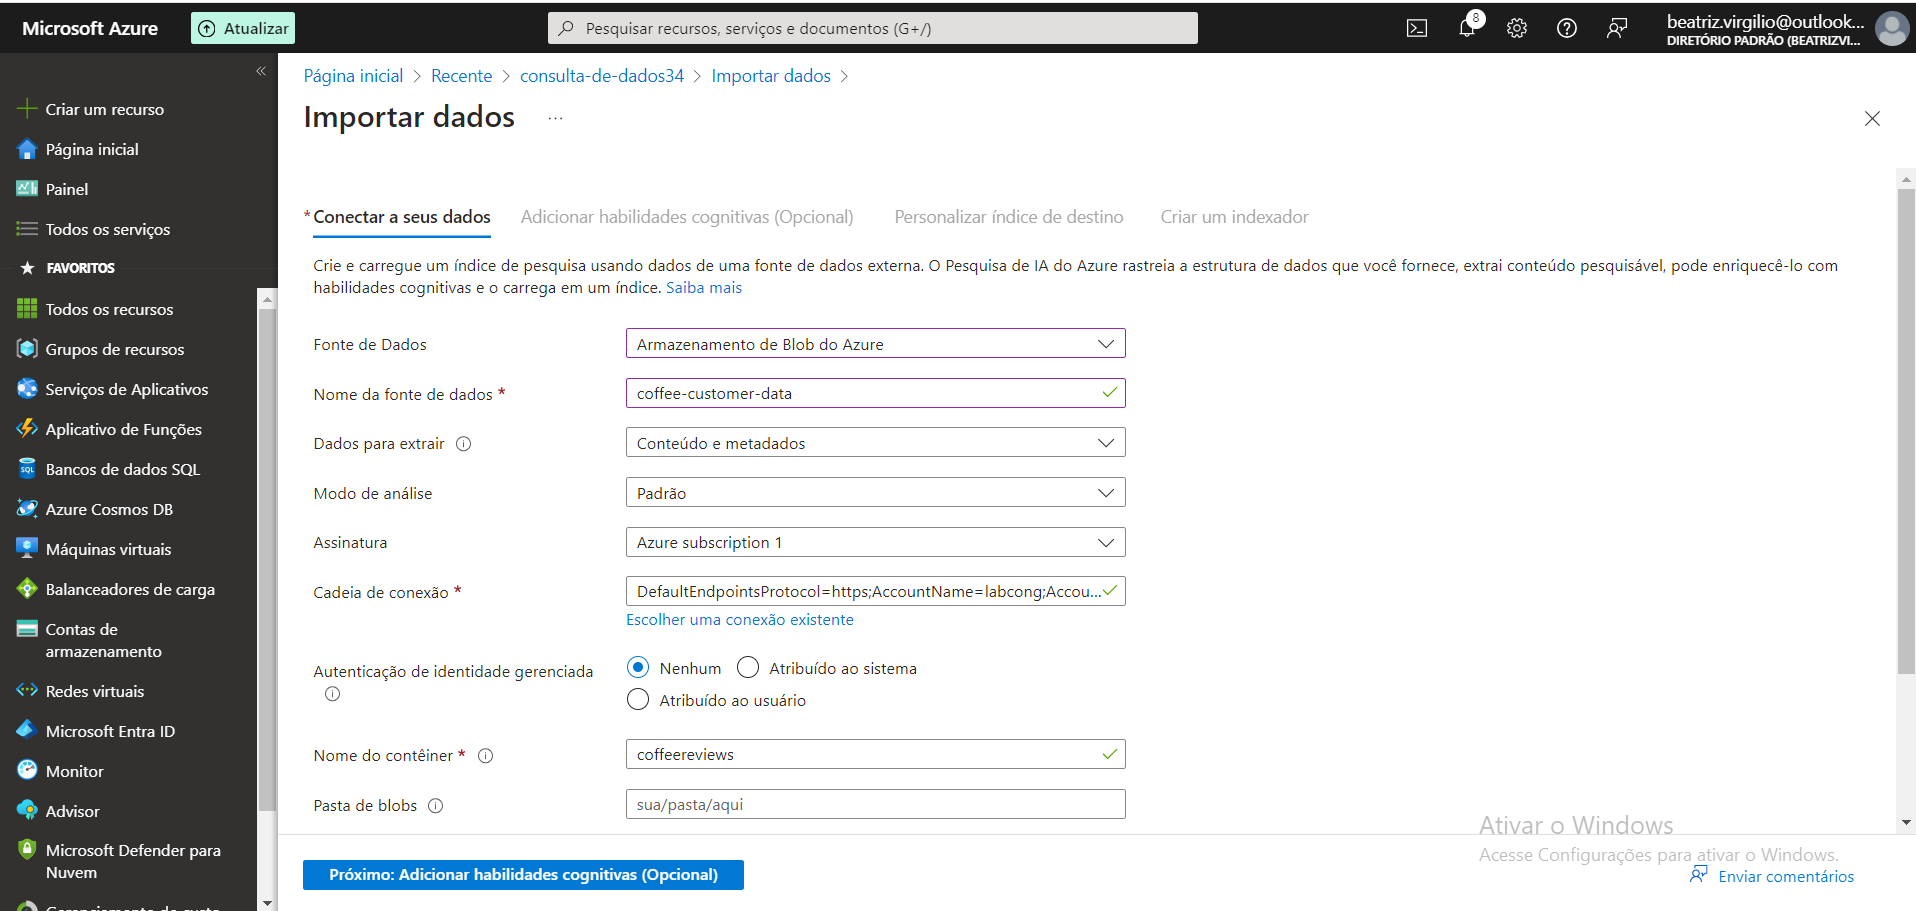 Microsoft Azure
Atualizar
Pesquisar recursos, serviços e documentos (G+/)
8
beatriz.virgilio@outlook...
DIRETÓRIO PADRÃO (BEATRIZVI...
«
Criar um recurso
Página inicial
Painel
Todos os serviços
FAVORITOS
Todos os recursos
Grupos de recursos
Serviços de Aplicativos
Aplicativo de Funções
Bancos de dados SQL
Azure Cosmos DB
Máquinas virtuais
Balanceadores de carga
Contas de
armazenamento
Redes virtuais
Microsoft Entra ID
Monitor
Advisor
Microsoft Defender para
Nuvem
Página inicial > Recente > consulta-de-dados34 > Importar dados >
Importar dados ...
* Conectar a seus dados Adicionar habilidades cognitivas (Opcional) Personalizar índice de destino Criar um indexador
Crie e carregue um índice de pesquisa usando dados de uma fonte de dados externa. O Pesquisa de IA do Azure rastreia a estrutura de dados que você fornece, extrai conteúdo pesquisável, pode enriquecê-lo com
habilidades cognitivas e o carrega em um índice. Saiba mais
Fonte de Dados Armazenamento de Blob do Azure
Nome da fonte de dados * coffee-customer-data
Dados para extrair Conteúdo e metadados
Modo de análise Padrão
Assinatura Azure subscription 1
Cadeia de conexão * DefaultEndpointsProtocol=https;AccountName=labcong;Accou...
Escolher uma conexão existente
Autenticação de identidade gerenciada Nenhum Atribuído ao sistema
Atribuído ao usuário
Nome do contêiner * coffeereviews
Pasta de blobs sua/pasta/aqui
Próximo: Adicionar habilidades cognitivas (Opcional)
Ativar o Windows
Acesse Configurações para ativar o Windows.
Enviar comentários